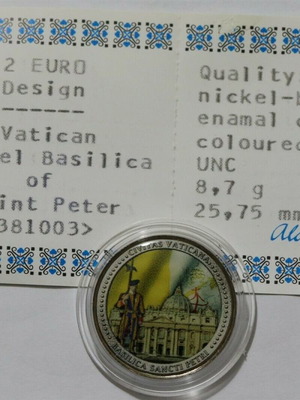 2 EURO
Design
------
Vatican
el Basilica
of
int Peter
381003>
Quality
nickel-b
enamal c
coloured
UNC
8,7 g
25,75 mm
CIVITAS VATICANA
BASILICA SANCTI PETRI